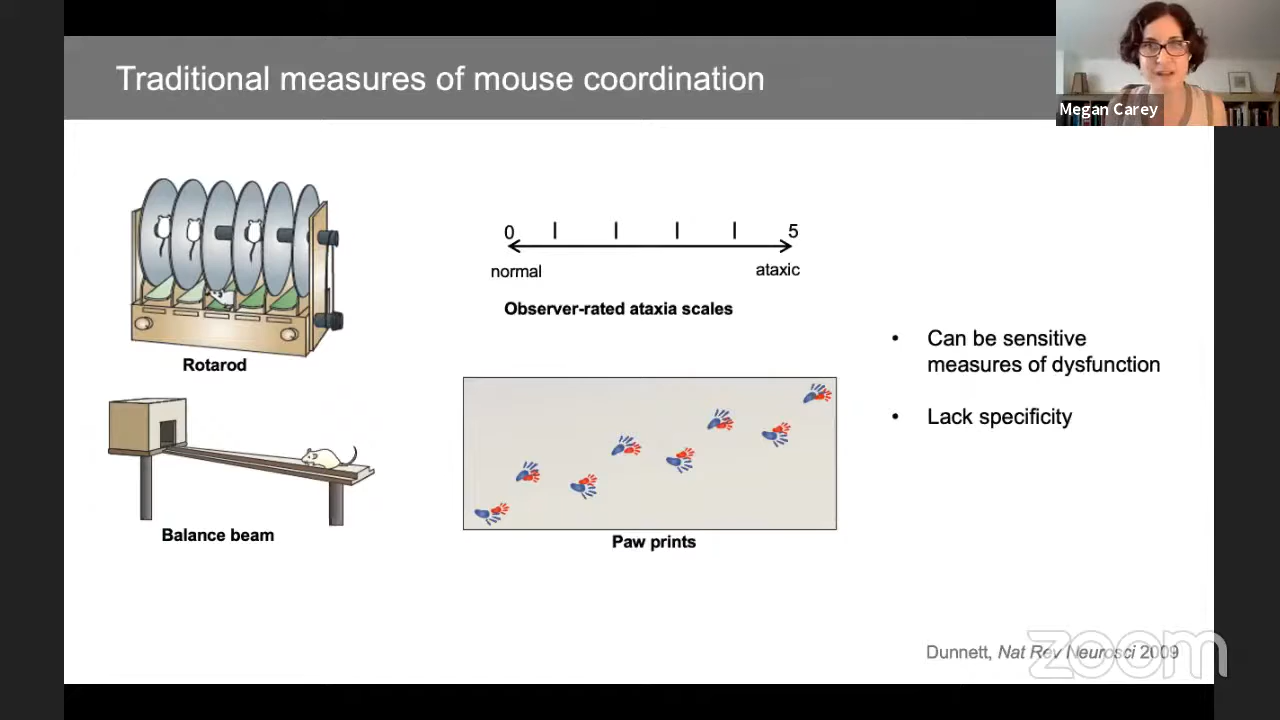 Traditional measures of mouse coordination
Megan Carey
0
5
normal
ataxic
Observer-rated ataxia scales
Rotarod
• Can be sensitive
measures of dysfunction
• Lack specificity
Balance beam
Paw prints
Dunnett, Nat Rev Neurosci 2009
zoom